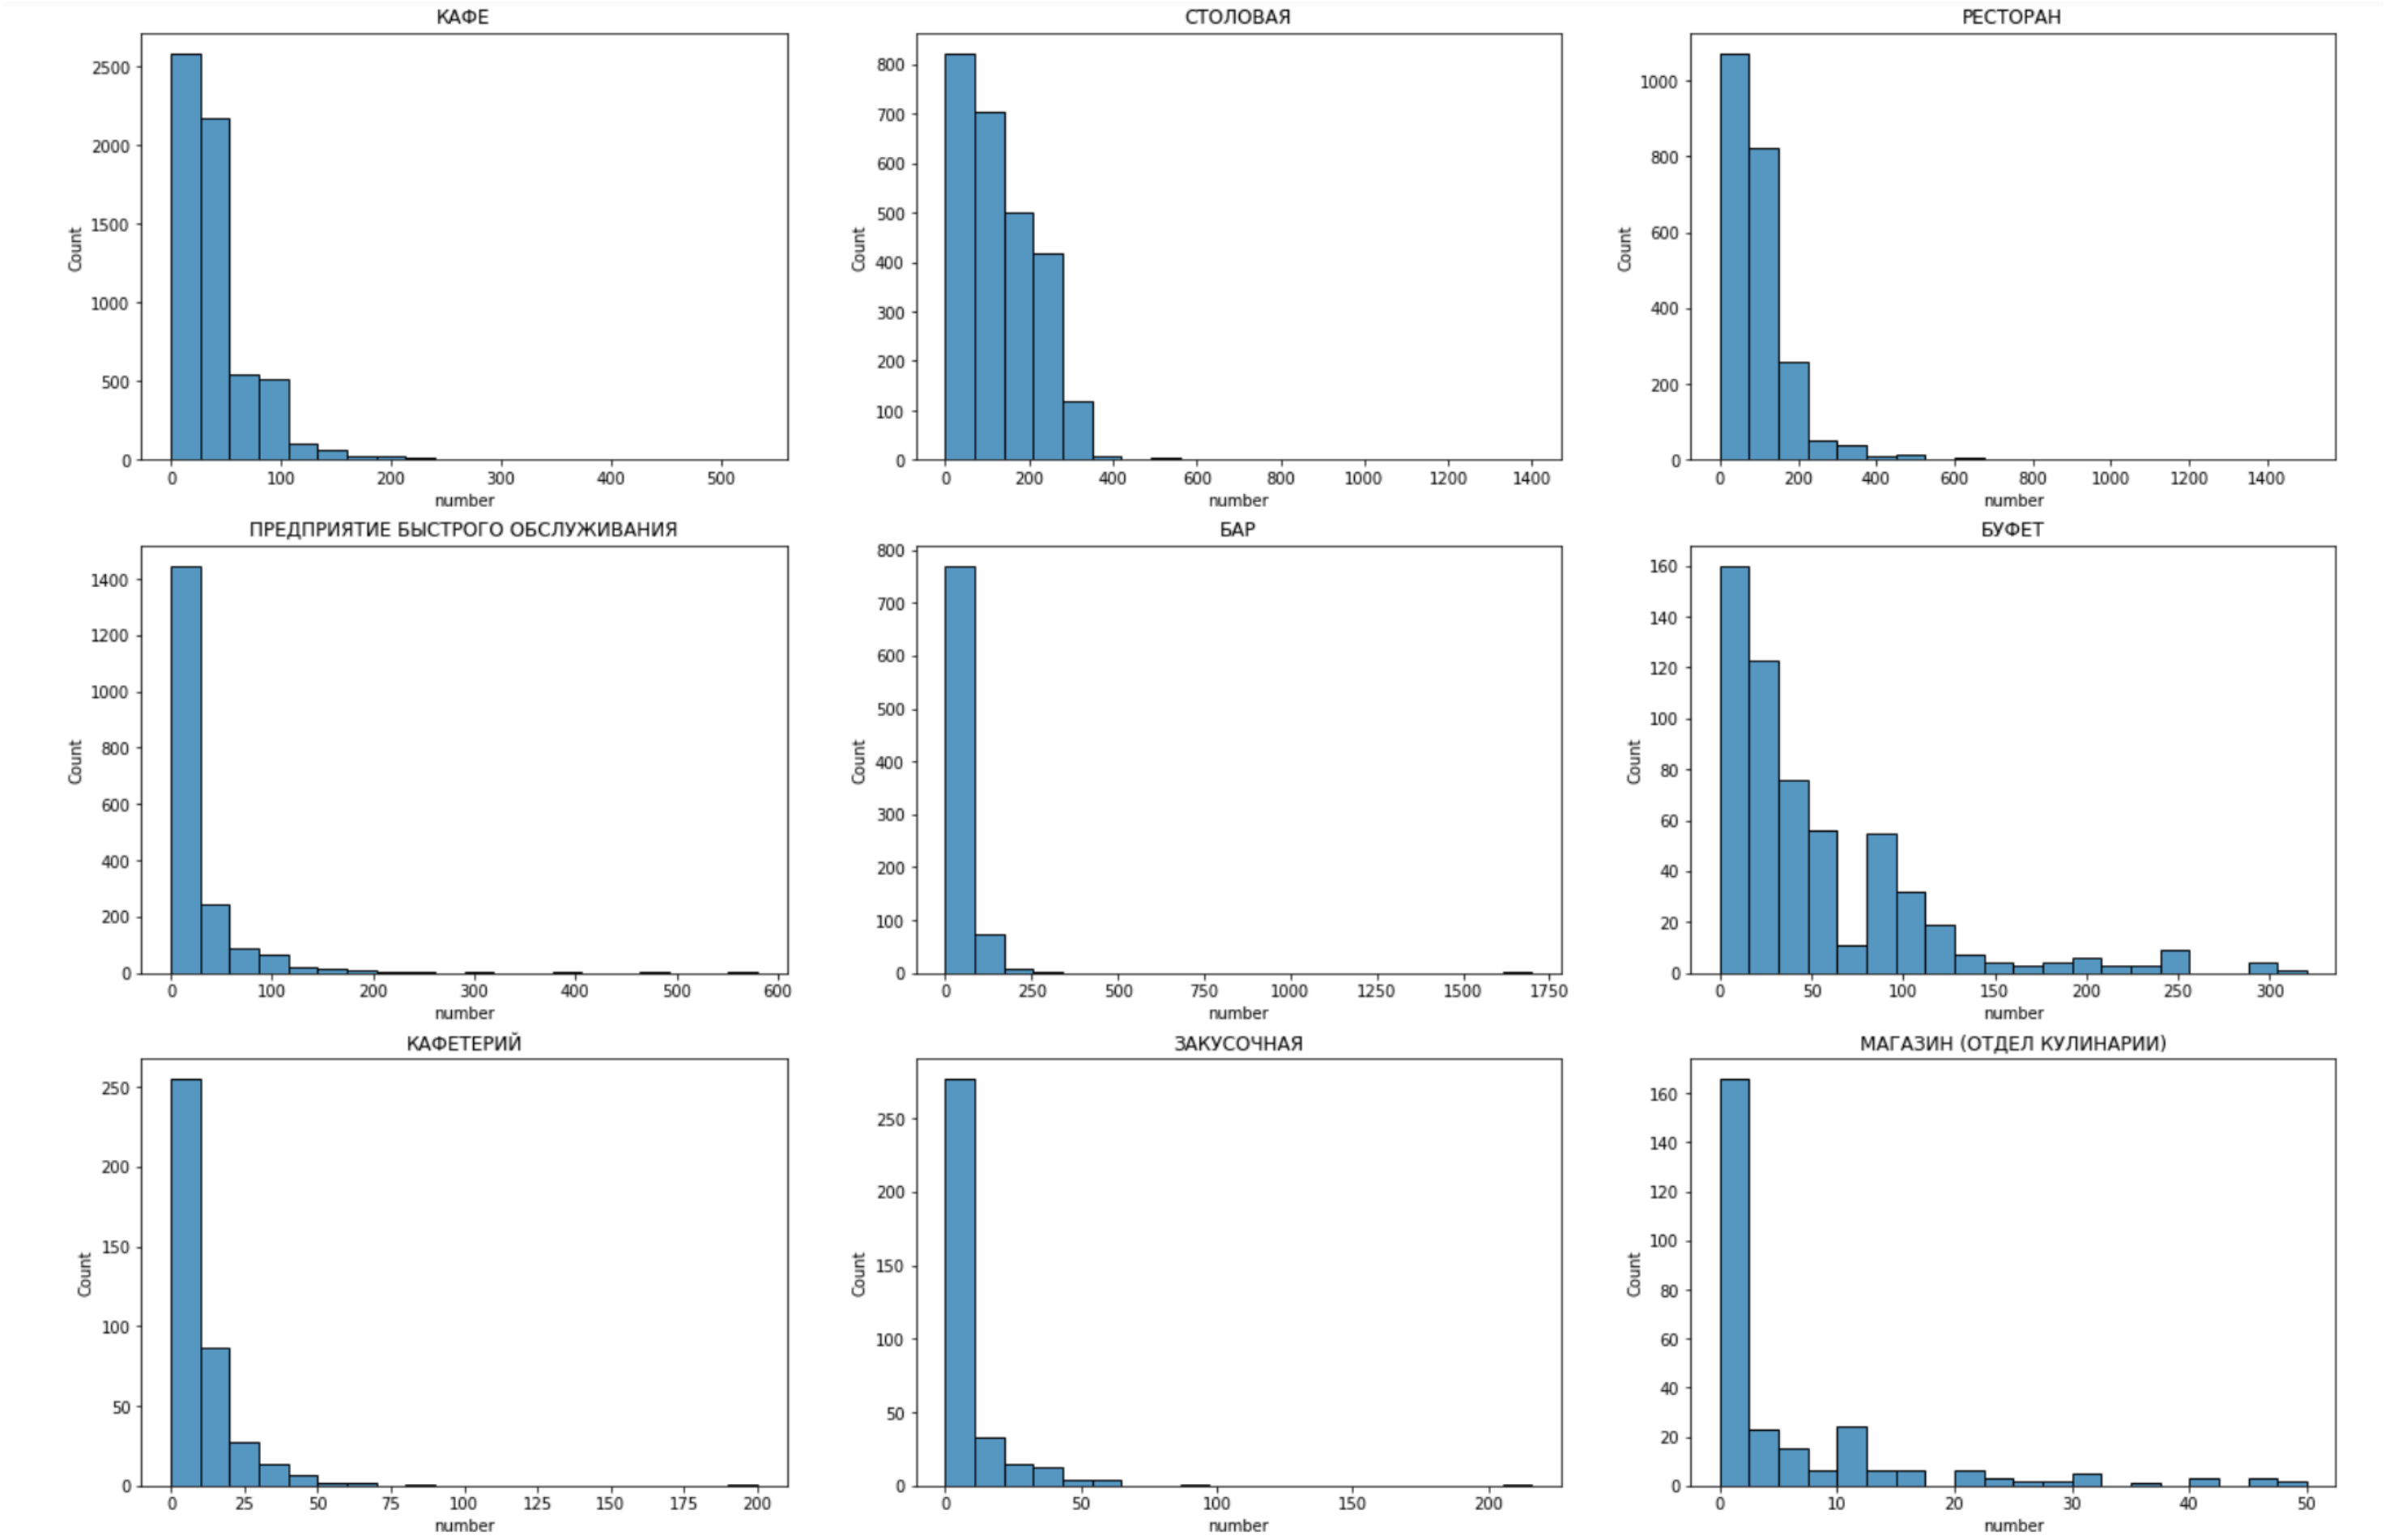 КАФЕ
2500
2000
1500
1000
500
0
Count
0 100 200 300 400 500
number
СТОЛОВАЯ
800
700
600
500
400
300
200
100
0
Count
0 200 400 600 800 1000 1200 1400
number
РЕСТОРАН
1000
800
600
400
200
0
Count
0 200 400 600 800 1000 1200 1400
number
ПРЕДПРИЯТИЕ БЫСТРОГО ОБСЛУЖИВАНИЯ
1400
1200
1000
800
600
400
200
0
Count
0 100 200 300 400 500 600
number
БАР
800
700
600
500
400
300
200
100
0
Count
0 250 500 750 1000 1250 1500 1750
number
БУФЕТ
160
140
120
100
80
60
40
20
0
Count
0 50 100 150 200 250 300
number
КАФЕТЕРИЙ
250
200
150
100
50
0
Count
0 25 50 75 100 125 150 175 200
number
ЗАКУСОЧНАЯ
250
200
150
100
50
0
Count
0 50 100 150 200
number
МАГАЗИН (ОТДЕЛ КУЛИНАРИИ)
160
140
120
100
80
60
40
20
0
Count
0 10 20 30 40 50
number